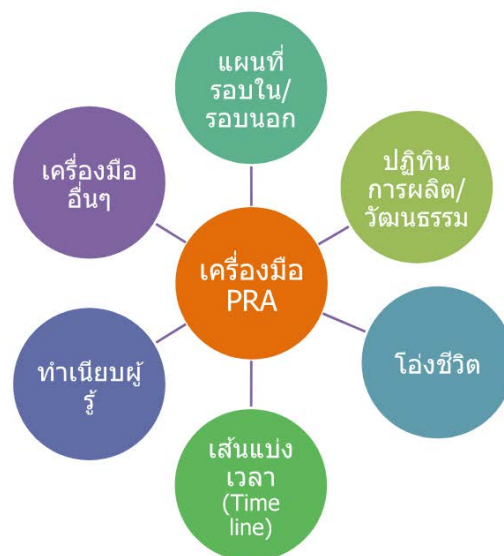 แผนที่
รอบใน/
รอบนอก
ปฏิทิน
การผลิต/
วัฒนธรรม
โอ่งชีวิต
เส้นแบ่ง
เวลา
(Time
line)
ทำเนียบผู้
รู้
เครื่องมือ
อื่นๆ
เครื่องมือ
PRA